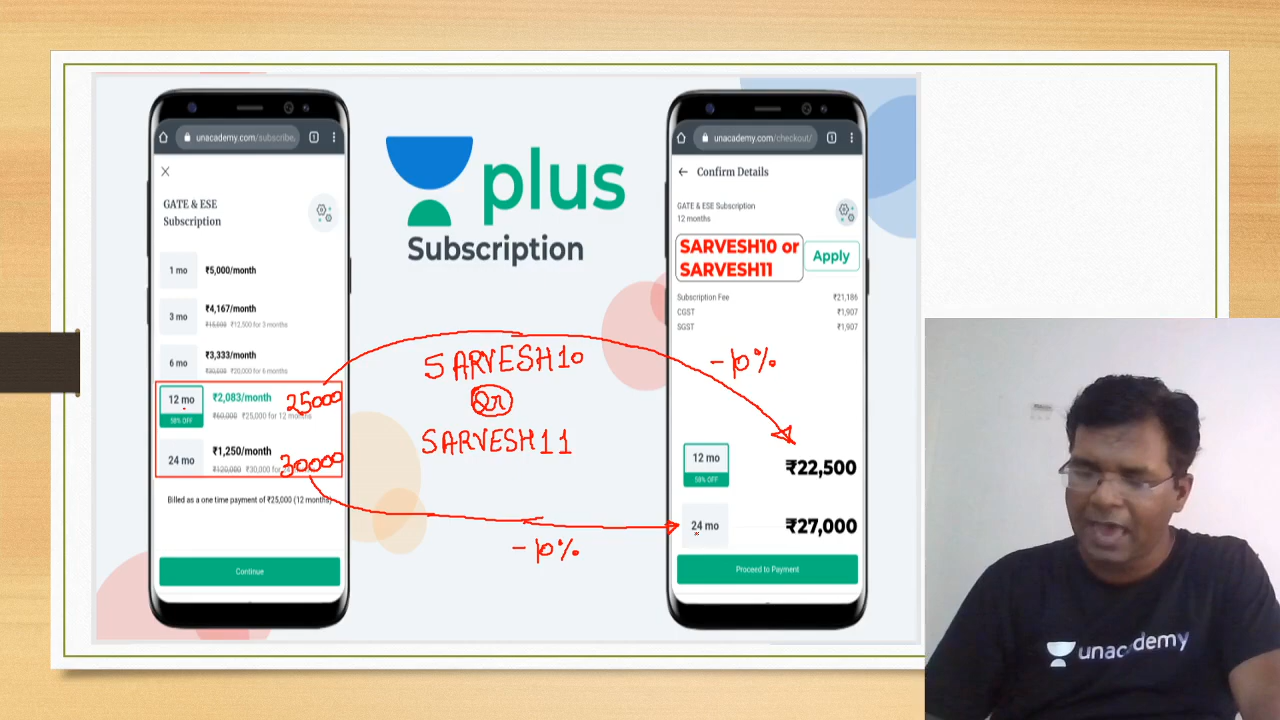 unacademy.com/subscribe
GATE & ESE
Subscription
1 mo ₹5,000/month
3 mo ₹4,167/month
₹15,000 ₹12,500 for 3 months
6 mo ₹3,333/month
₹30,000 ₹20,000 for 6 months
12 mo ₹2,083/month 25000
58% OFF ₹60,000 ₹25,000 for 12 months
24 mo ₹1,250/month
₹120,000 ₹30,000 for 30000
Billed as a one time payment of ₹25,000 (12 months)
Continue
plus
Subscription
SARVESH10
Or
SARVESH11
-10%
-10%
unacademy.com/checkout/
Confirm Details
GATE & ESE Subscription
12 months
SARVESH10 or
SARVESH11
Apply
Subscription Fee ₹21,186
CGST ₹1,907
SGST ₹1,907
12 mo ₹22,500
58% OFF
24 mo ₹27,000
Proceed to Payment
unacademy